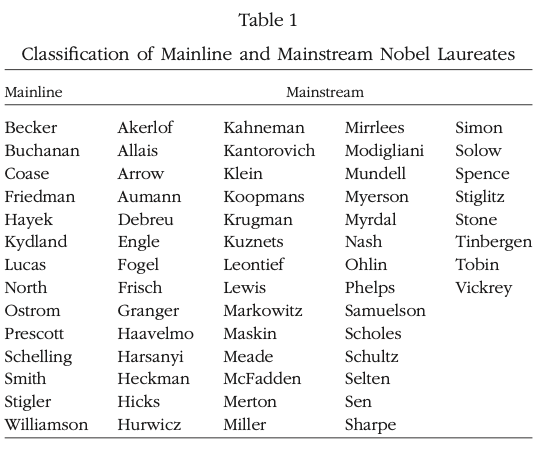 Table 1
Classification of Mainline and Mainstream Nobel Laureates
Mainline Mainstream
Becker Akerlof Kahneman Mirrlees Simon
Buchanan Allais Kantorovich Modigliani Solow
Coase Arrow Klein Mundell Spence
Friedman Aumann Koopmans Myerson Stiglitz
Hayek Debreu Krugman Myrdal Stone
Kydland Engle Kuznets Nash Tinbergen
Lucas Fogel Leontief Ohlin Tobin
North Frisch Lewis Phelps Vickrey
Ostrom Granger Markowitz Samuelson
Prescott Haavelmo Maskin Scholes
Schelling Harsanyi Meade Schultz
Smith Heckman McFadden Selten
Stigler Hicks Merton Sen
Williamson Hurwicz Miller Sharpe